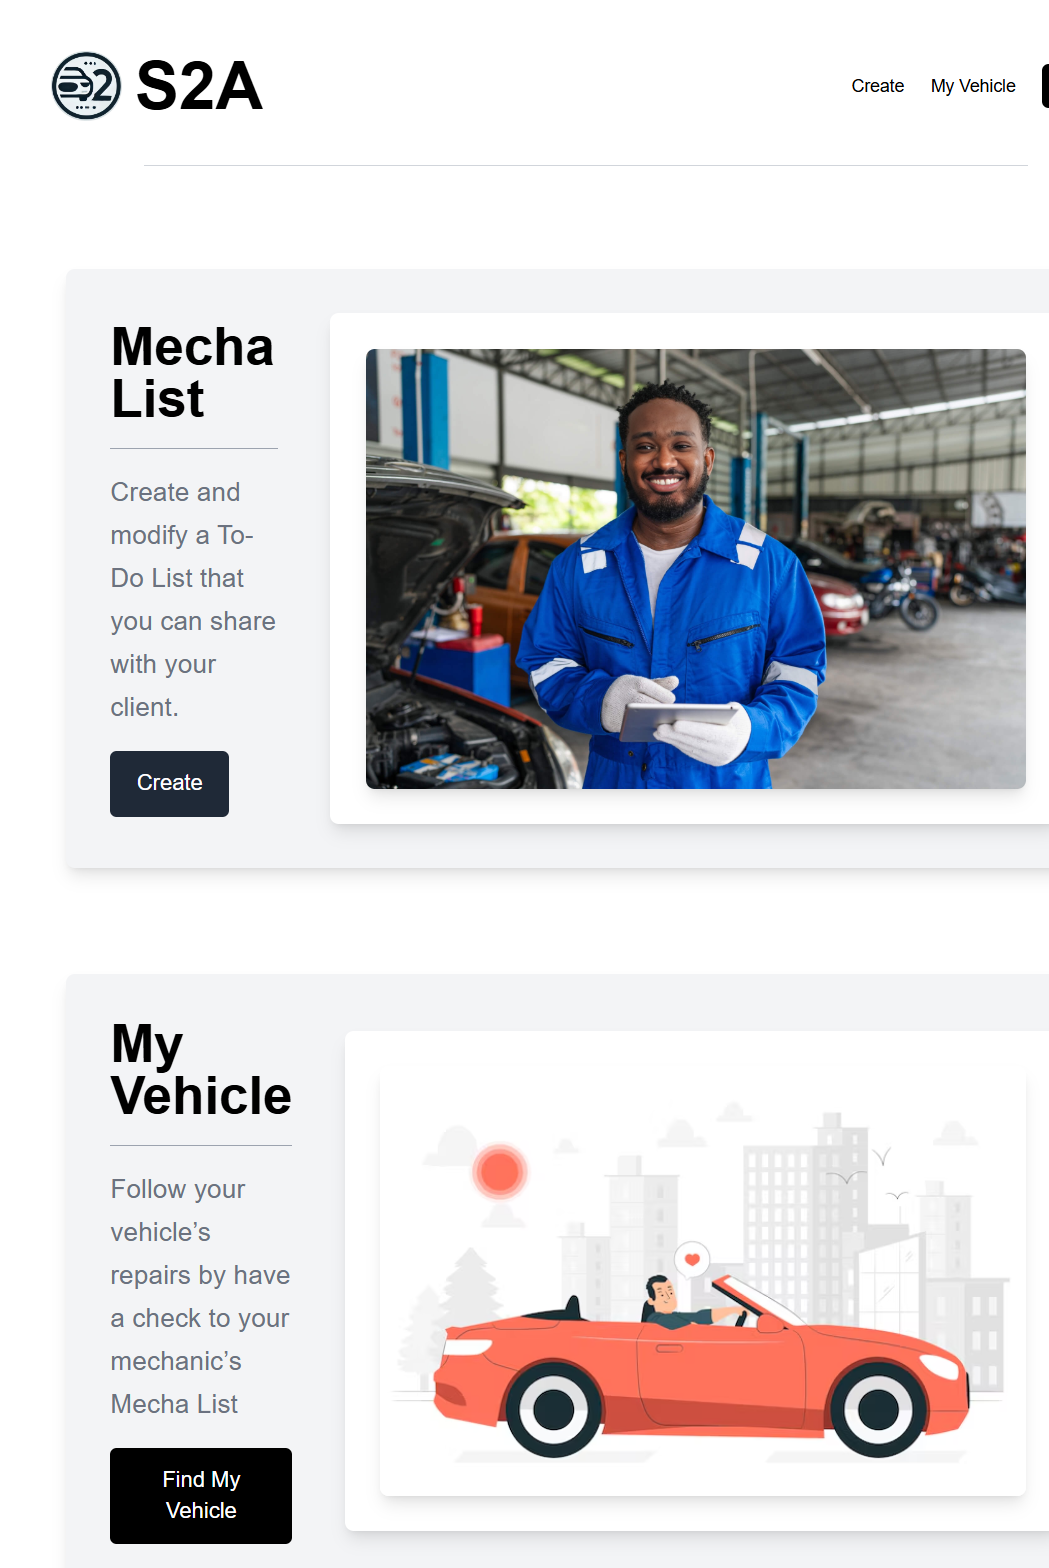 S2A
Create
My Vehicle
Mecha
List
Create and
modify a To-
Do List that
you can share
with your
client.
Create
My
Vehicle
Follow your
vehicle’s
repairs by have
a check to your
mechanic’s
Mecha List
Find My
Vehicle